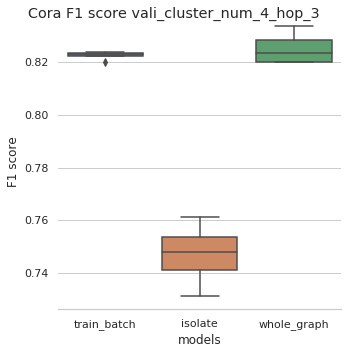 Cora F1 score vali_cluster_num_4_hop_3
0.82
0.80
0.78
0.76
0.74
F1 score
train_batch isolate whole_graph
models